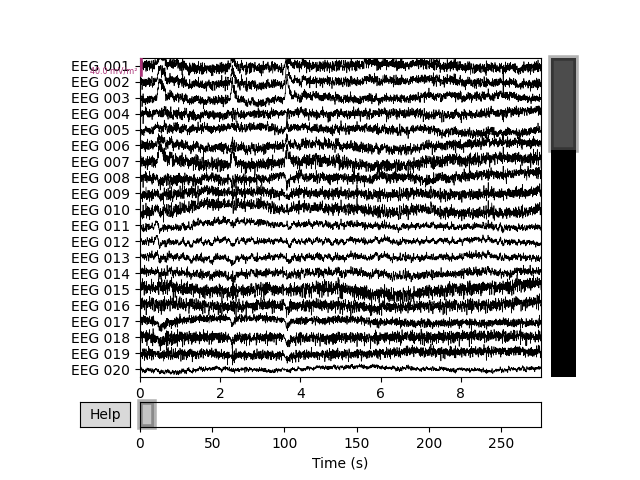 EEG 001
EEG 002
EEG 003
EEG 004
EEG 005
EEG 006
EEG 007
EEG 008
EEG 009
EEG 010
EEG 011
EEG 012
EEG 013
EEG 014
EEG 015
EEG 016
EEG 017
EEG 018
EEG 019
EEG 020
0 2 4 6 8
Help
0 50 100 150 200 250
Time (s)